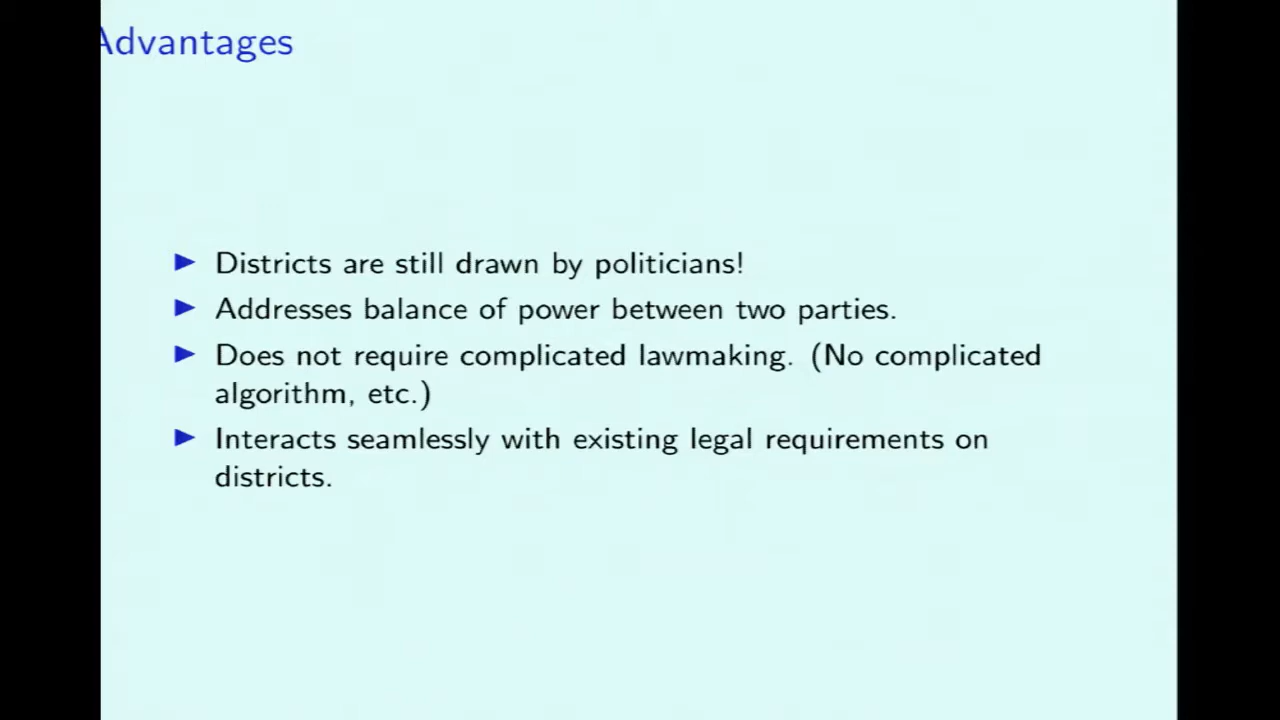 Advantages
▶ Districts are still drawn by politicians!
▶ Addresses balance of power between two parties.
▶ Does not require complicated lawmaking. (No complicated
algorithm, etc.)
▶ Interacts seamlessly with existing legal requirements on
districts.